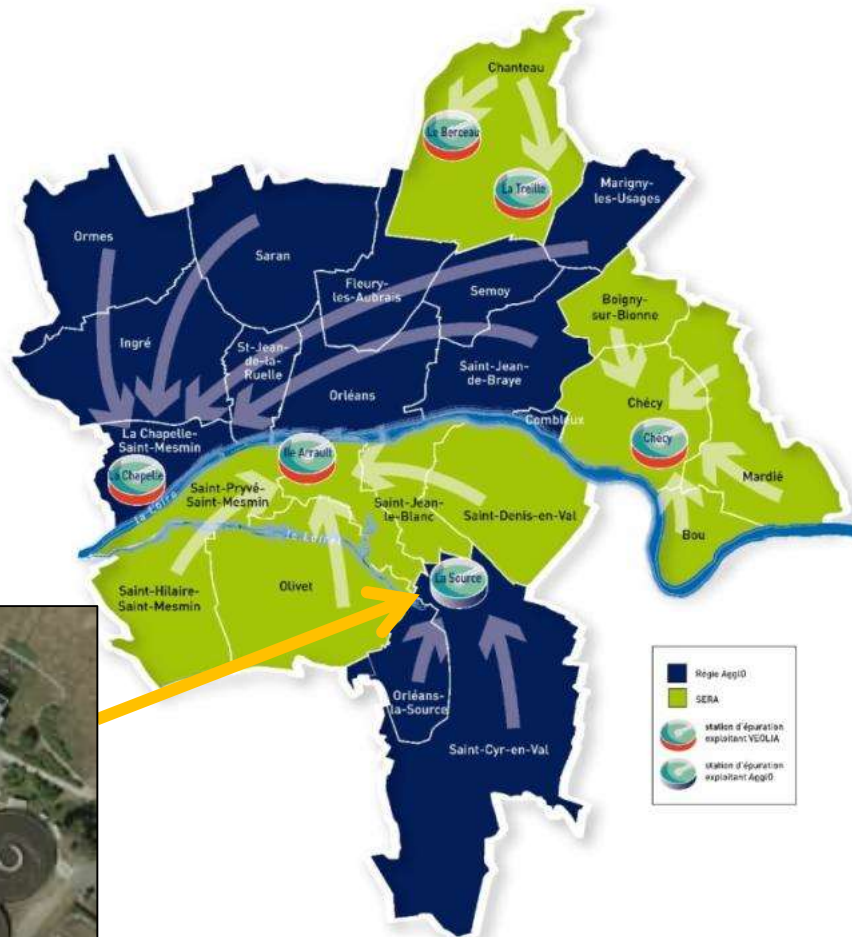 Chanteau
Le Berceau
La Treille
Marigny-
les-Usages
Ormes
Saran
Fleury-
les-Aubrais
Semoy
Boigny-
sur-Bionne
Ingré
St-Jean-
de-la-
Ruelle
Orléans
Saint-Jean-
de-Braye
Chécy
Combleux
La Chapelle-
Saint-Mesmin
La Chapelle
Ile Arrault
Chécy
Mardié
Saint-Pryvé-
Saint-Mesmin
Saint-Jean-
le-Blanc
Saint-Denis-en-Val
Bou
la Loire
le Loiret
Saint-Hilaire-
Saint-Mesmin
Olivet
La Source
Orléans-
la-Source
Saint-Cyr-en-Val
Régie AgglO
SERA
station d'épuration
exploitant VEOLIA
station d'épuration
exploitant AgglO